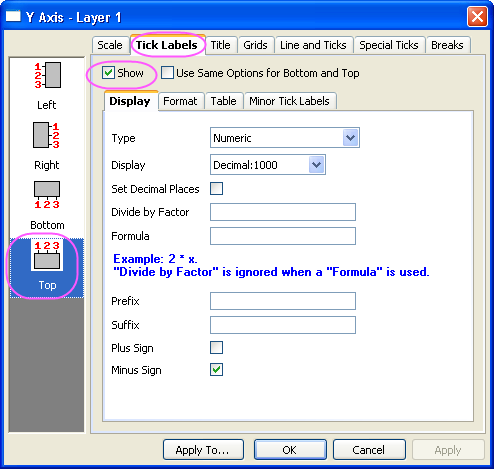 Y Axis - Layer 1
Scale Tick Labels Title Grids Line and Ticks Special Ticks Breaks
1
2
3
Left
1
2
3
Right
1 2 3
Bottom
1 2 3
Top
Show Use Same Options for Bottom and Top
Display Format Table Minor Tick Labels
Type Numeric
Display Decimal:1000
Set Decimal Places
Divide by Factor
Formula
Example: 2 * x.
"Divide by Factor" is ignored when a "Formula" is used.
Prefix
Suffix
Plus Sign
Minus Sign
Apply To... OK Cancel Apply